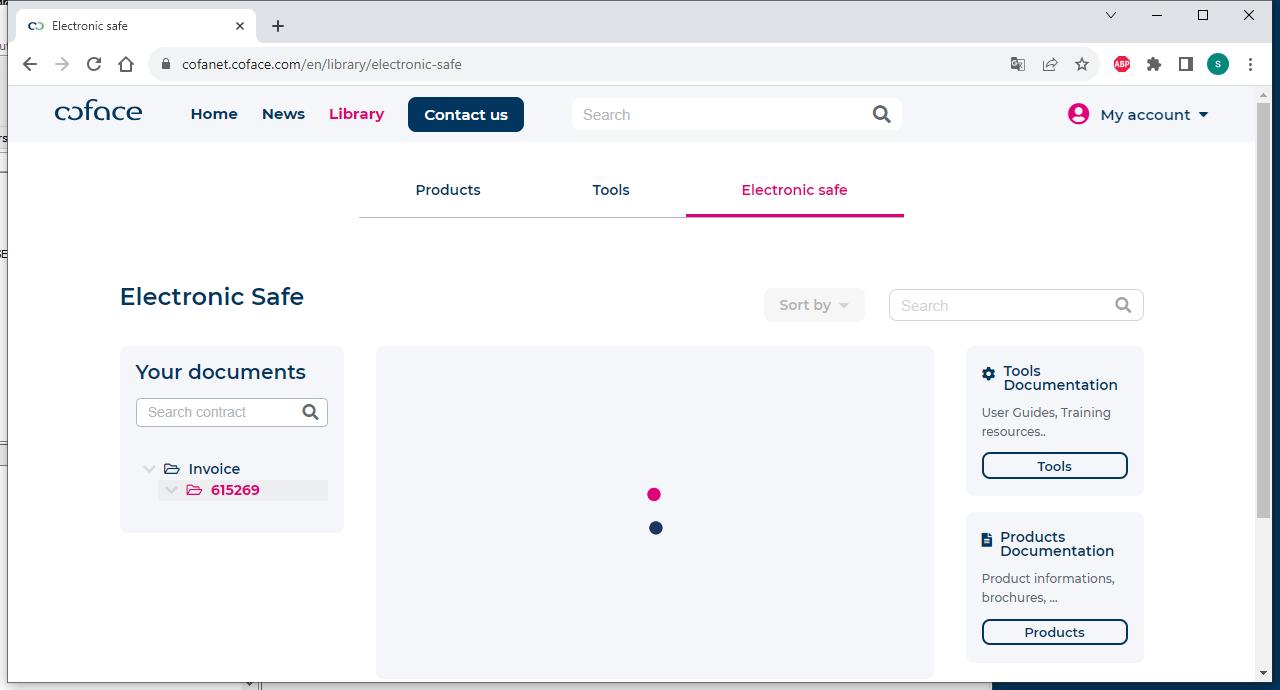 Electronic safe
cofanet.coface.com/en/library/electronic-safe
ABP
S
coface
Home
News
Library
Contact us
Search
My account
Products
Tools
Electronic safe
Electronic Safe
Sort by
Search
Your documents
Search contract
Invoice
615269
Tools
Documentation
User Guides, Training
resources..
Tools
Products
Documentation
Product informations,
brochures, ...
Products